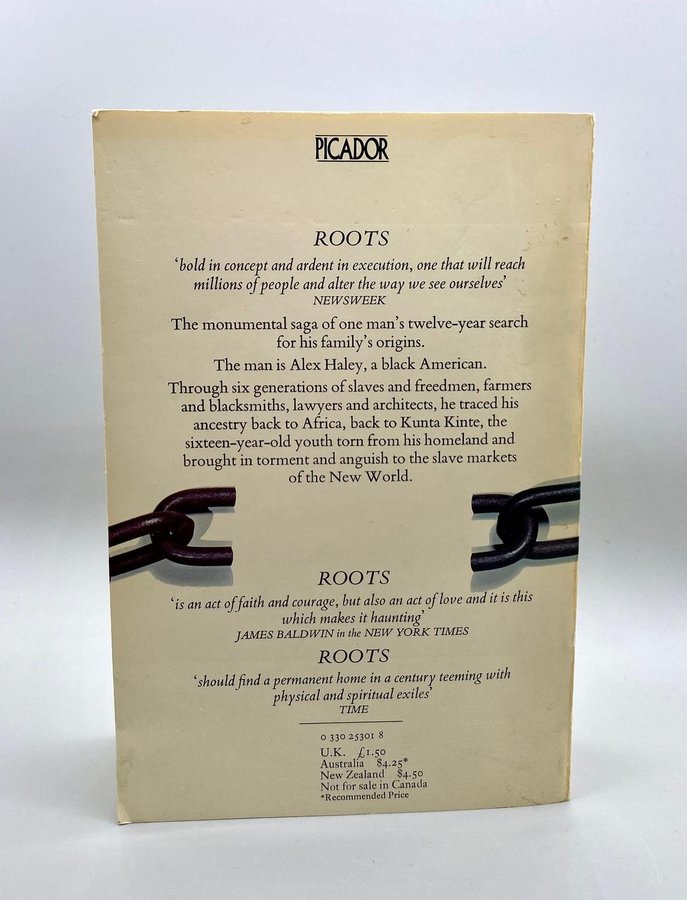 PICADOR
ROOTS
‘bold in concept and ardent in execution, one that will reach
millions of people and alter the way we see ourselves’
NEWSWEEK
The monumental saga of one man’s twelve-year search
for his family’s origins.
The man is Alex Haley, a black American.
Through six generations of slaves and freedmen, farmers
and blacksmiths, lawyers and architects, he traced his
ancestry back to Africa, back to Kunta Kinte, the
sixteen-year-old youth torn from his homeland and
brought in torment and anguish to the slave markets
of the New World.
ROOTS
‘is an act of faith and courage, but also an act of love and it is this
which makes it haunting’
JAMES BALDWIN in the NEW YORK TIMES
ROOTS
‘should find a permanent home in a century teeming with
physical and spiritual exiles’
TIME
0 330 25301 8
U.K. £1.50
Australia $4.25*
New Zealand $4.50
Not for sale in Canada
*Recommended Price